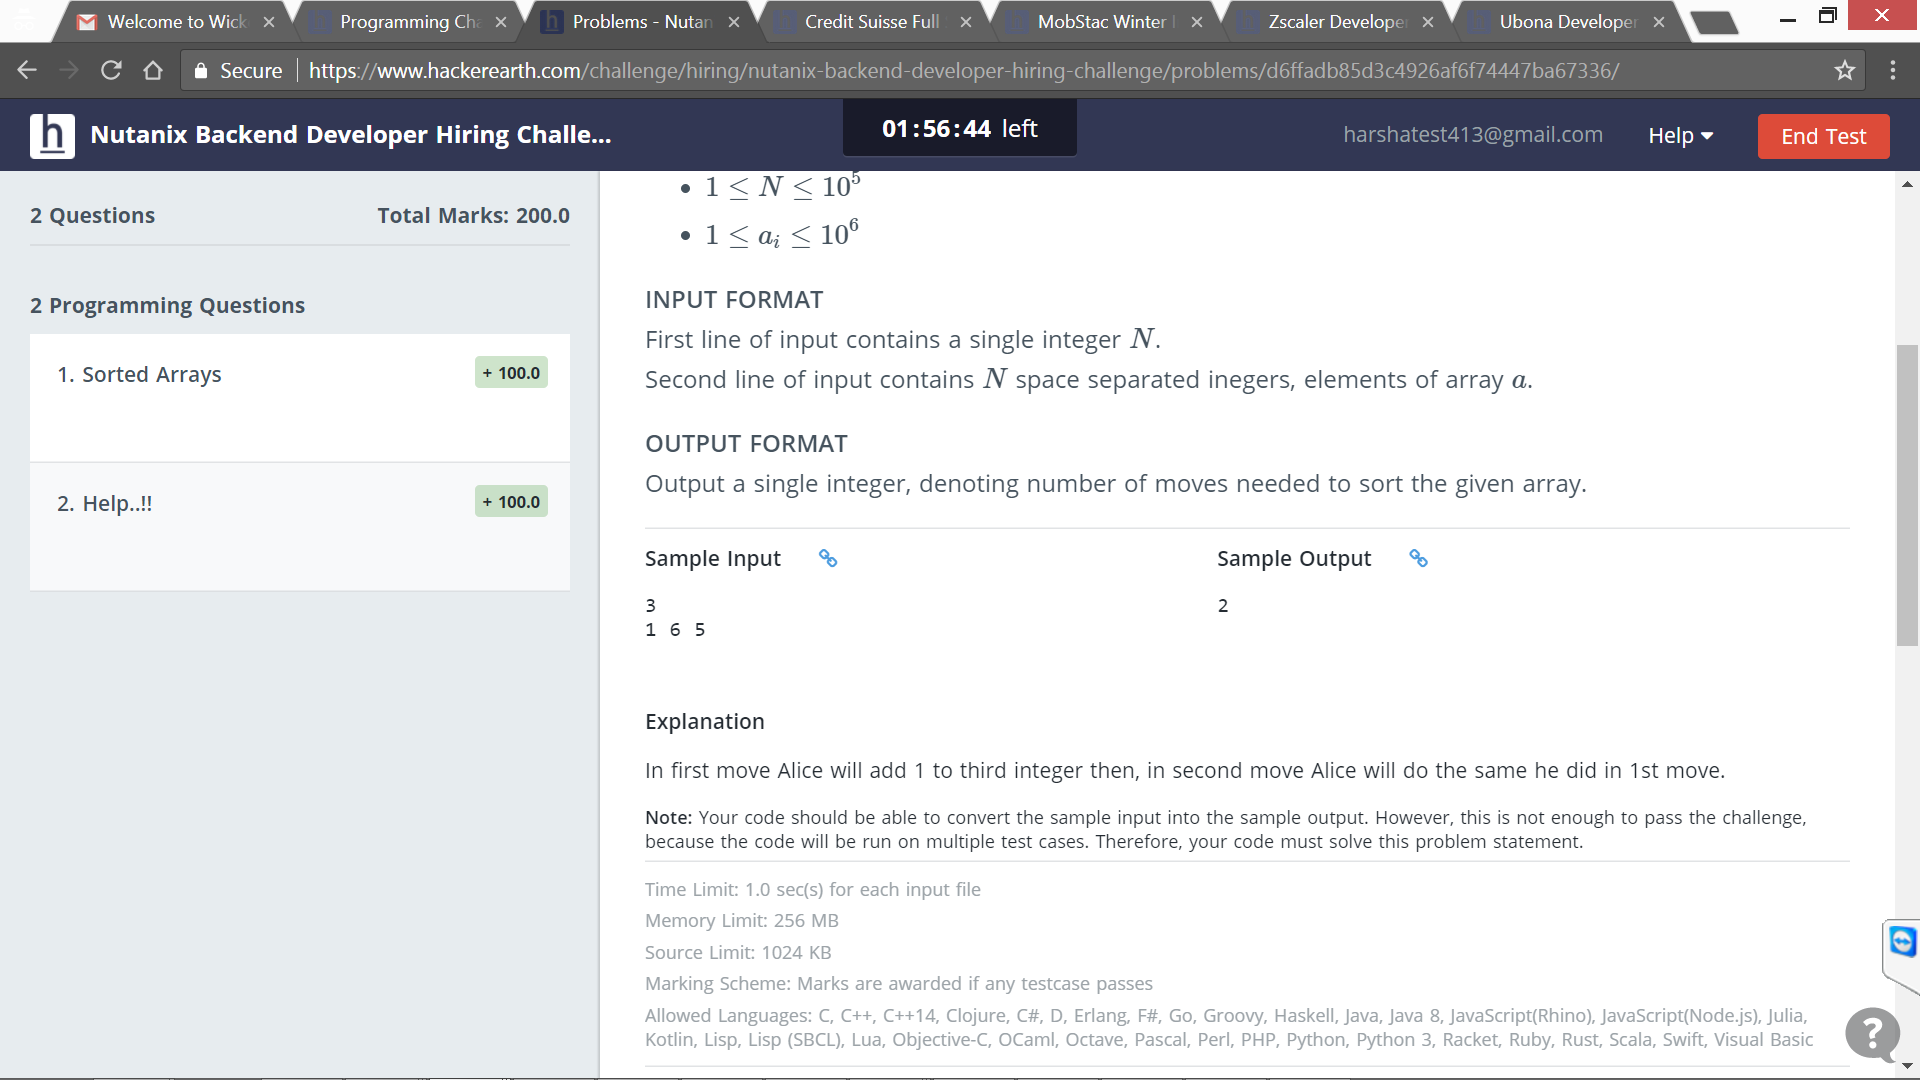 Welcome to Wick
Programming Cha
Problems - Nutan
Credit Suisse Full
MobStac Winter
Zscaler Developer
Ubona Developer
Secure
https://www.hackerearth.com/challenge/hiring/nutanix-backend-developer-hiring-challenge/problems/d6ffadb85d3c4926af6f74447ba67336/
h Nutanix Backend Developer Hiring Challe...
01:56:44 left
harshatest413@gmail.com
Help
End Test
2 Questions
Total Marks: 200.0
2 Programming Questions
1. Sorted Arrays
+ 100.0
2. Help..!!
+ 100.0
• 1 ≤ N ≤ 10⁵
• 1 ≤ aᵢ ≤ 10⁶
INPUT FORMAT
First line of input contains a single integer N.
Second line of input contains N space separated inegers, elements of array a.
OUTPUT FORMAT
Output a single integer, denoting number of moves needed to sort the given array.
Sample Input
Sample Output
3
1 6 5
2
Explanation
In first move Alice will add 1 to third integer then, in second move Alice will do the same he did in 1st move.
Note: Your code should be able to convert the sample input into the sample output. However, this is not enough to pass the challenge,
because the code will be run on multiple test cases. Therefore, your code must solve this problem statement.
Time Limit: 1.0 sec(s) for each input file
Memory Limit: 256 MB
Source Limit: 1024 KB
Marking Scheme: Marks are awarded if any testcase passes
Allowed Languages: C, C++, C++14, Clojure, C#, D, Erlang, F#, Go, Groovy, Haskell, Java, Java 8, JavaScript(Rhino), JavaScript(Node.js), Julia,
Kotlin, Lisp, Lisp (SBCL), Lua, Objective-C, OCaml, Octave, Pascal, Perl, PHP, Python, Python 3, Racket, Ruby, Rust, Scala, Swift, Visual Basic
?